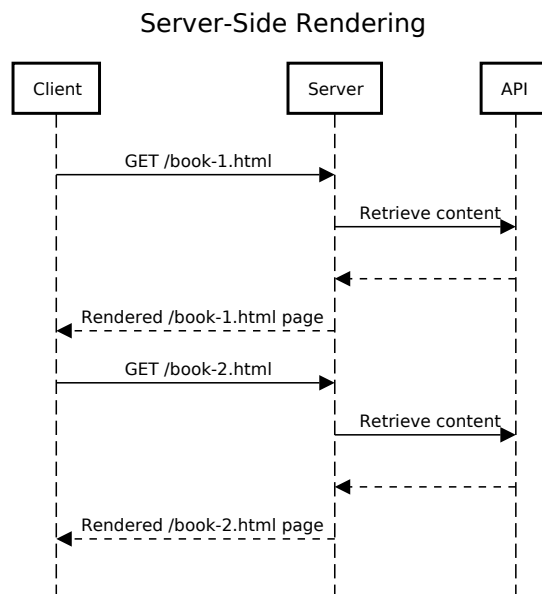 Server-Side Rendering
Client
Server
API
GET /book-1.html
Retrieve content
Rendered /book-1.html page
GET /book-2.html
Retrieve content
Rendered /book-2.html page